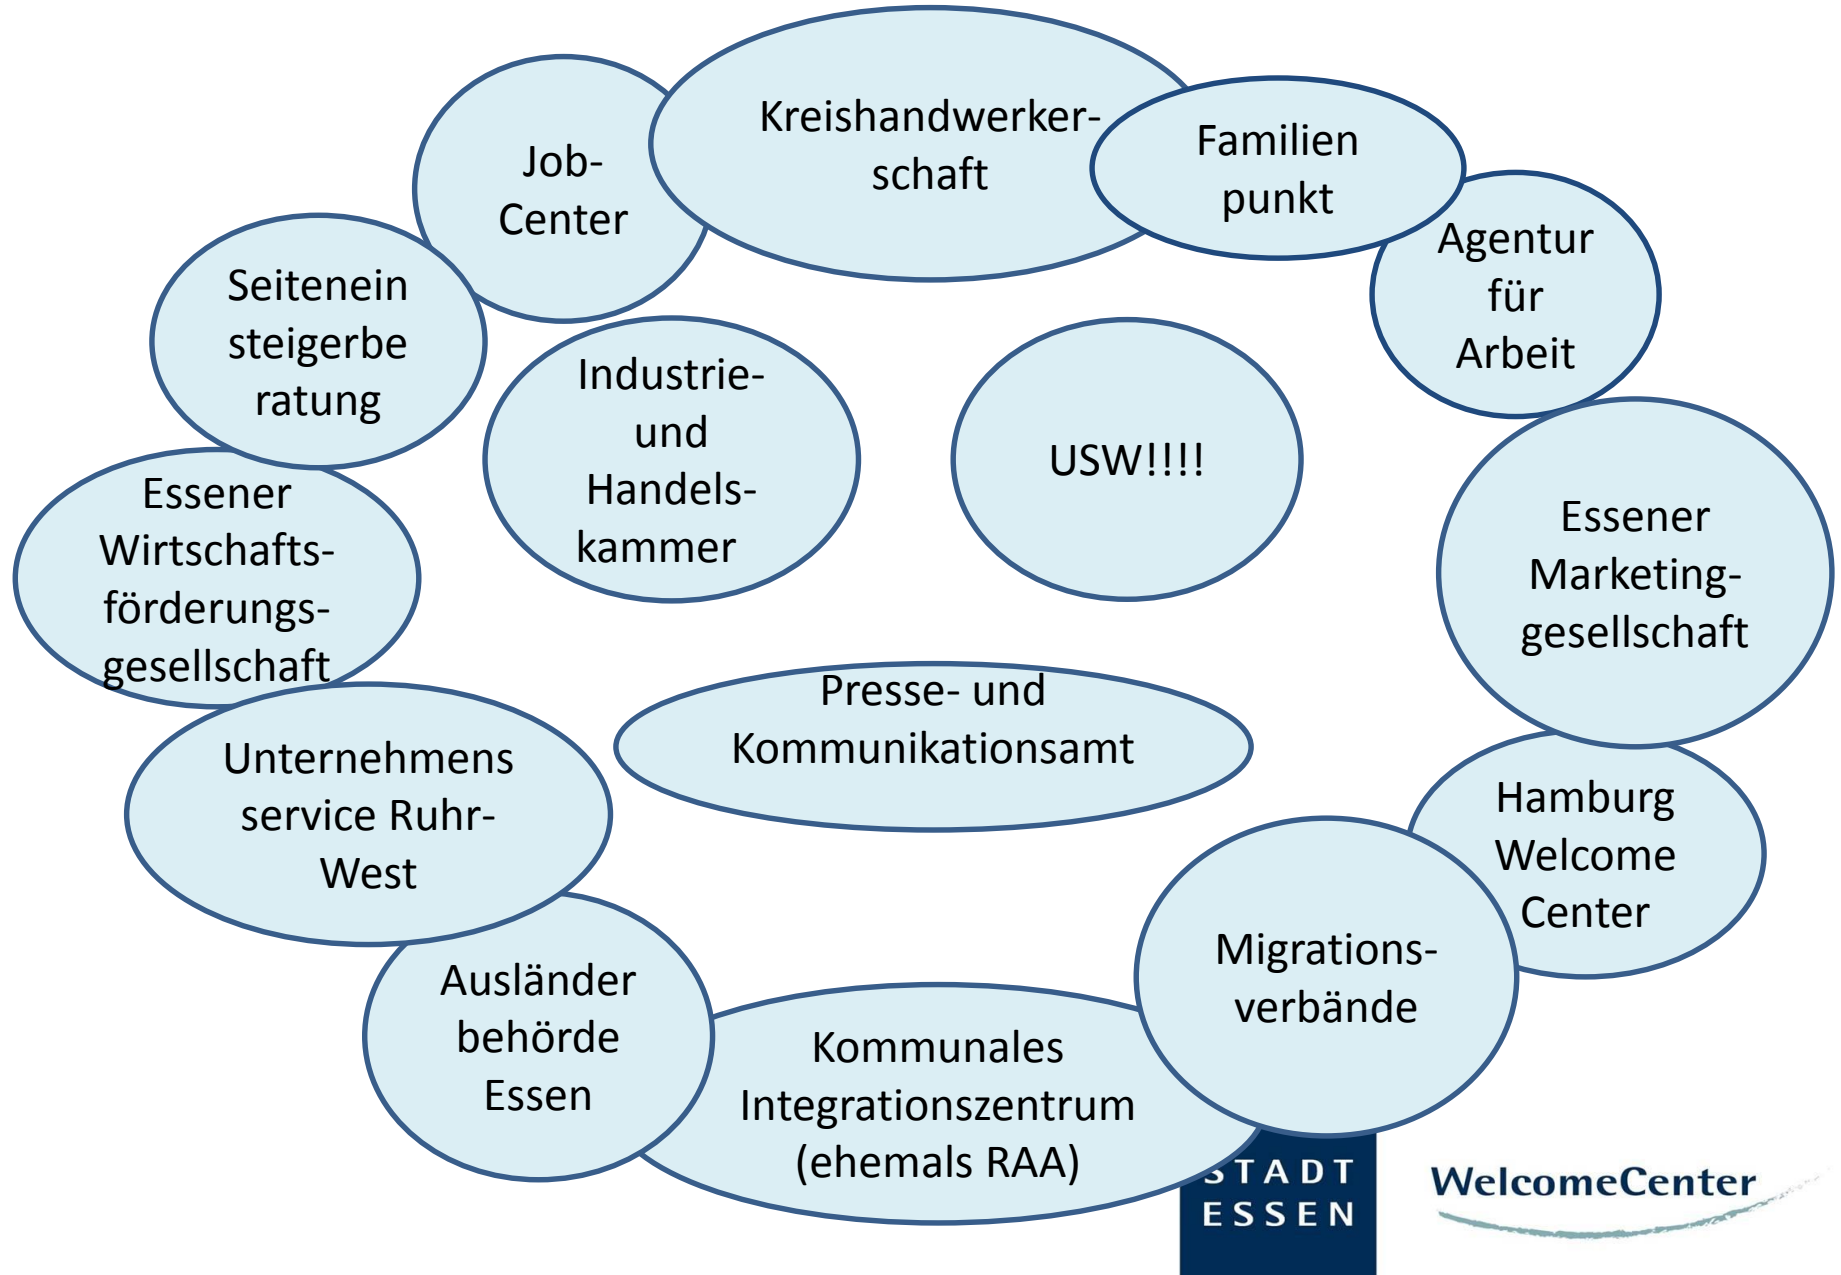 Kreishandwerker-
schaft
Familien
punkt
Job-
Center
Agentur
für
Arbeit
Seitenein
steigerbe
ratung
Industrie-
und
Handels-
kammer
USW!!!!
Essener
Wirtschafts-
förderungs-
gesellschaft
Essener
Marketing-
gesellschaft
Presse- und
Kommunikationsamt
Unternehmens
service Ruhr-
West
Hamburg
Welcome
Center
Migrations-
verbände
Ausländer
behörde
Essen
Kommunales
Integrationszentrum
(ehemals RAA)
STADT
ESSEN
WelcomeCenter